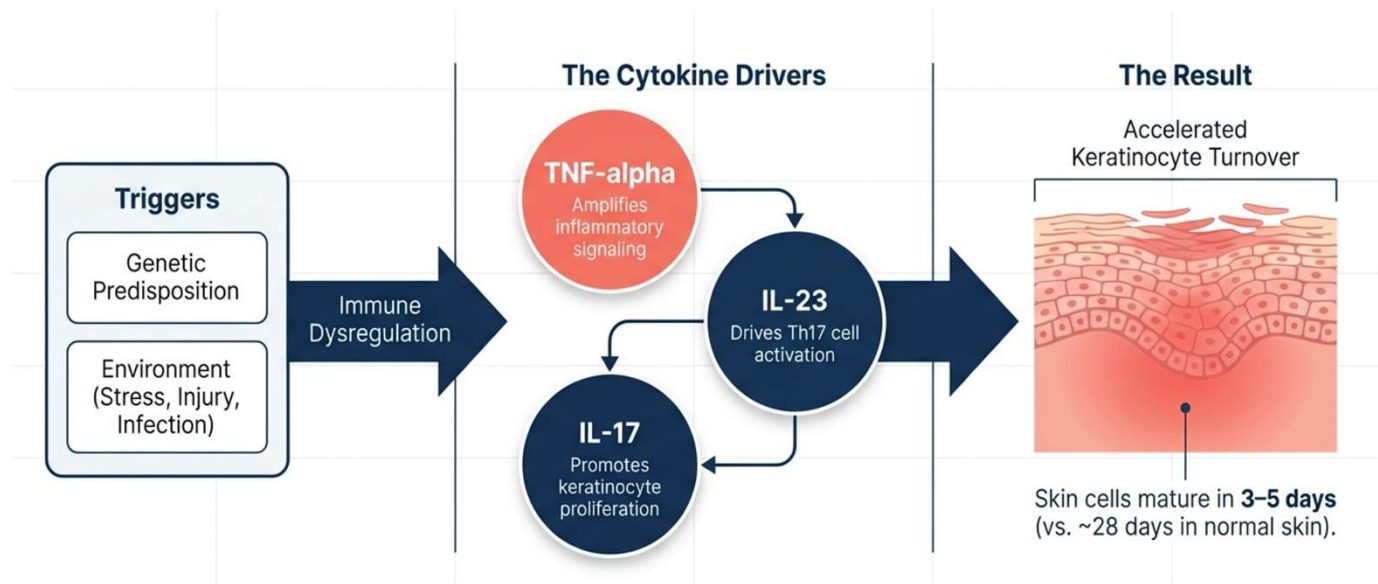 Triggers
Genetic
Predisposition
Environment
(Stress, Injury,
Infection)
Immune
Dysregulation
The Cytokine Drivers
TNF-alpha
Amplifies
inflammatory
signaling
IL-23
Drives Th17 cell
activation
IL-17
Promotes
keratinocyte
proliferation
The Result
Accelerated
Keratinocyte Turnover
Skin cells mature in 3–5 days
(vs. ~28 days in normal skin).